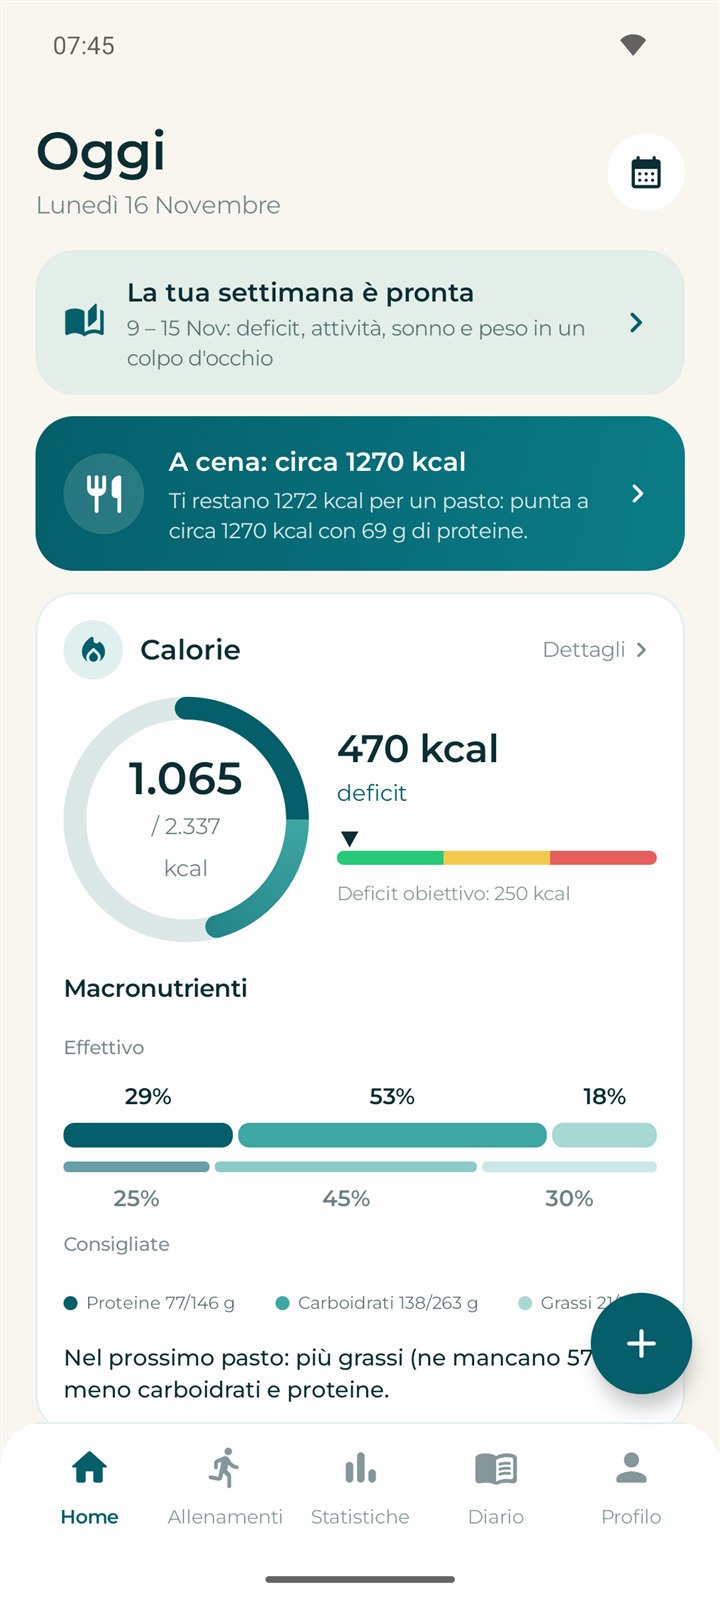 07:45
Oggi
Lunedì 16 Novembre
La tua settimana è pronta
9 – 15 Nov: deficit, attività, sonno e peso in un
colpo d'occhio
A cena: circa 1270 kcal
Ti restano 1272 kcal per un pasto: punta a
circa 1270 kcal con 69 g di proteine.
Calorie
Dettagli
1.065
/ 2.337
kcal
470 kcal
deficit
Deficit obiettivo: 250 kcal
Macronutrienti
Effettivo
29% 53% 18%
25% 45% 30%
Consigliate
Proteine 77/146 g Carboidrati 138/263 g Grassi 21/
Nel prossimo pasto: più grassi (ne mancano 57
meno carboidrati e proteine.
Home Allenamenti Statistiche Diario Profilo